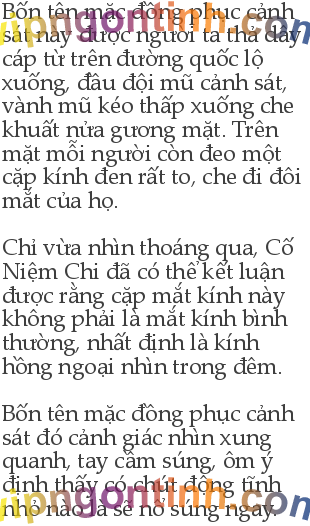 Bốn tên mặc đồng phục cảnh
sát này được người ta thả dây
cáp từ trên đường quốc lộ
xuống, đầu đội mũ cảnh sát,
vành mũ kéo thấp xuống che
khuất nửa gương mặt. Trên
mặt mỗi người còn đeo một
cặp kính đen rất to, che đi đôi
mắt của họ.
Chỉ vừa nhìn thoáng qua, Cố
Niệm Chi đã có thể kết luận
được rằng cặp mắt kính này
không phải là mắt kính bình
thường, nhất định là kính
hồng ngoại nhìn trong đêm.
Bốn tên mặc đồng phục cảnh
sát đó cảnh giác nhìn xung
quanh, tay cầm súng, ôm ý
định thấy có chút động tĩnh
nhỏ nào là sẽ nổ súng ngay.
vipngontinh.com
vipngontinh.com